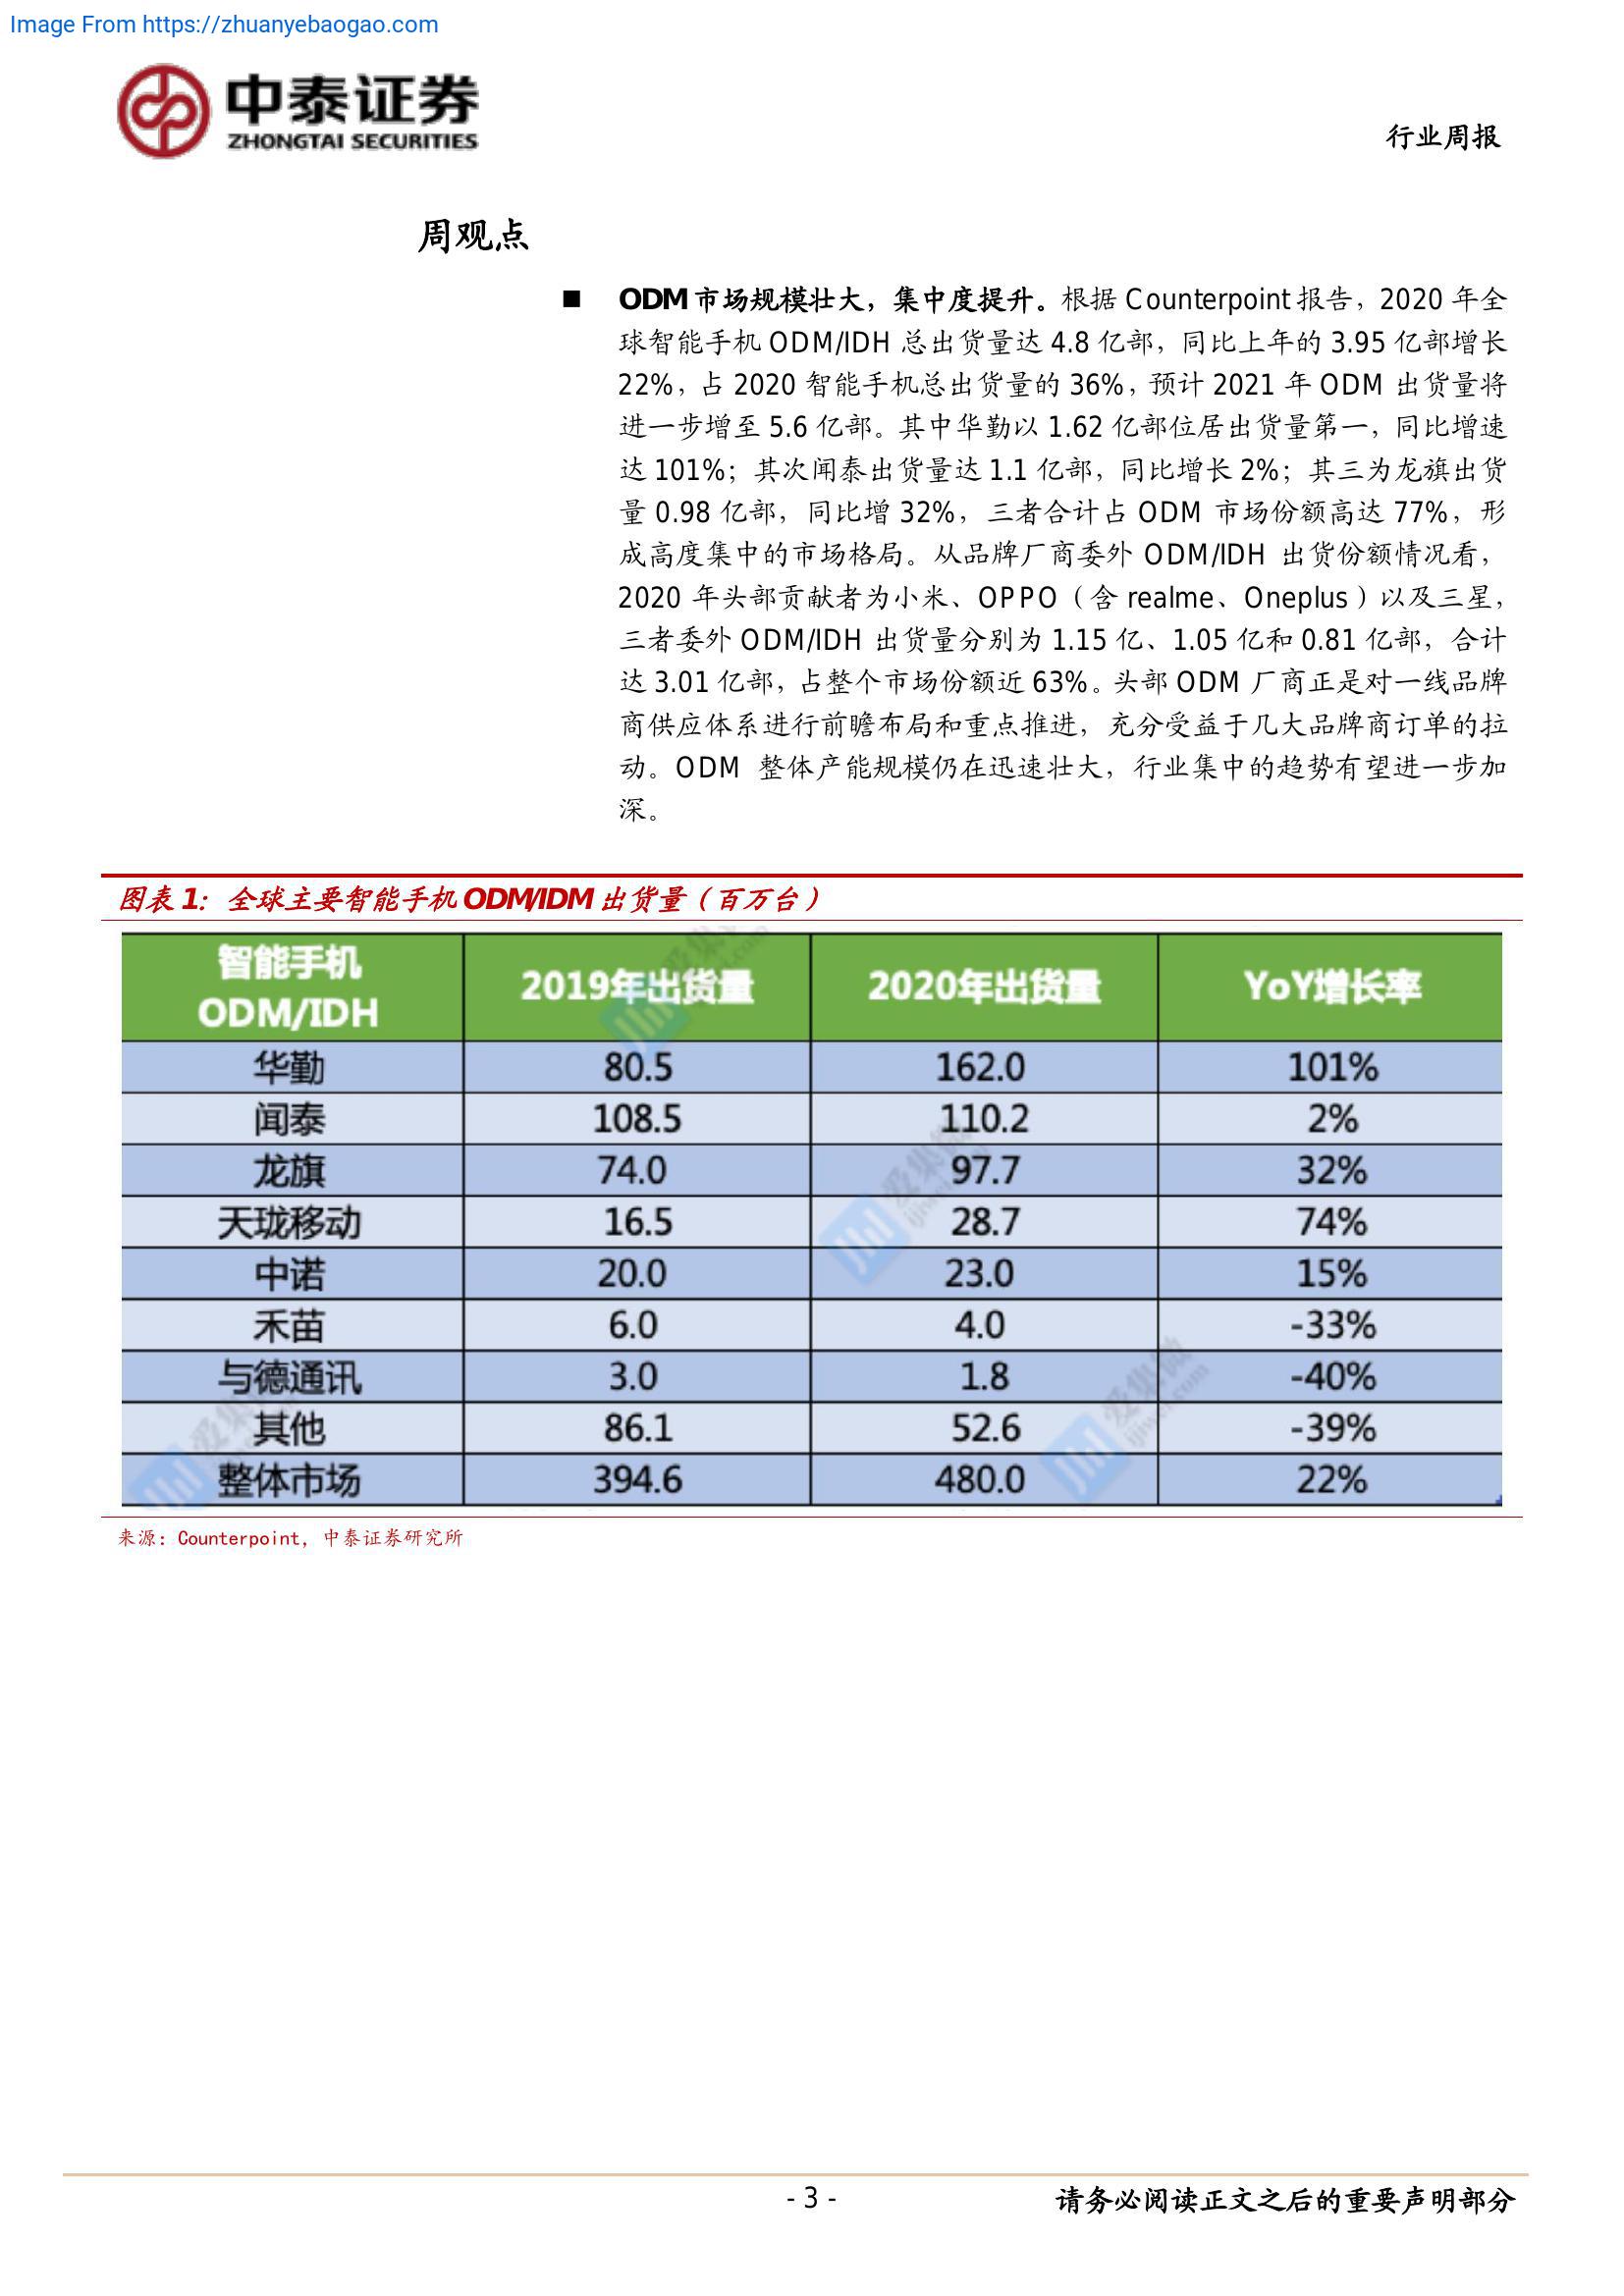 Image From https://zhuanyebaogao.com
中泰证券
ZHONGTAI SECURITIES
行业周报
周观点
■ ODM 市场规模壮大，集中度提升。根据 Counterpoint 报告，2020 年全
球智能手机 ODM/IDH 总出货量达 4.8 亿部，同比上年的 3.95 亿部增长
22%，占 2020 智能手机总出货量的 36%，预计 2021 年 ODM 出货量将
进一步增至 5.6 亿部。其中华勤以 1.62 亿部位居出货量第一，同比增速
达 101%；其次闻泰出货量达 1.1 亿部，同比增长 2%；其三为龙旗出货
量 0.98 亿部，同比增 32%，三者合计占 ODM 市场份额高达 77%，形
成高度集中的市场格局。从品牌厂商委外 ODM/IDH 出货份额情况看，
2020 年头部贡献者为小米、OPPO（含 realme、Oneplus）以及三星，
三者委外 ODM/IDH 出货量分别为 1.15 亿、1.05 亿和 0.81 亿部，合计
达 3.01 亿部，占整个市场份额近 63%。头部 ODM 厂商正是对一线品牌
商供应体系进行前瞻布局和重点推进，充分受益于几大品牌商订单的拉
动。ODM 整体产能规模仍在迅速壮大，行业集中的趋势有望进一步加
深。
图表 1：全球主要智能手机 ODM/IDM 出货量（百万台）
智能手机
ODM/IDH 2019年出货量 2020年出货量 YoY增长率
华勤 80.5 162.0 101%
闻泰 108.5 110.2 2%
龙旗 74.0 97.7 32%
天珑移动 16.5 28.7 74%
中诺 20.0 23.0 15%
禾苗 6.0 4.0 -33%
与德通讯 3.0 1.8 -40%
其他 86.1 52.6 -39%
整体市场 394.6 480.0 22%
来源：Counterpoint，中泰证券研究所
- 3 -
请务必阅读正文之后的重要声明部分